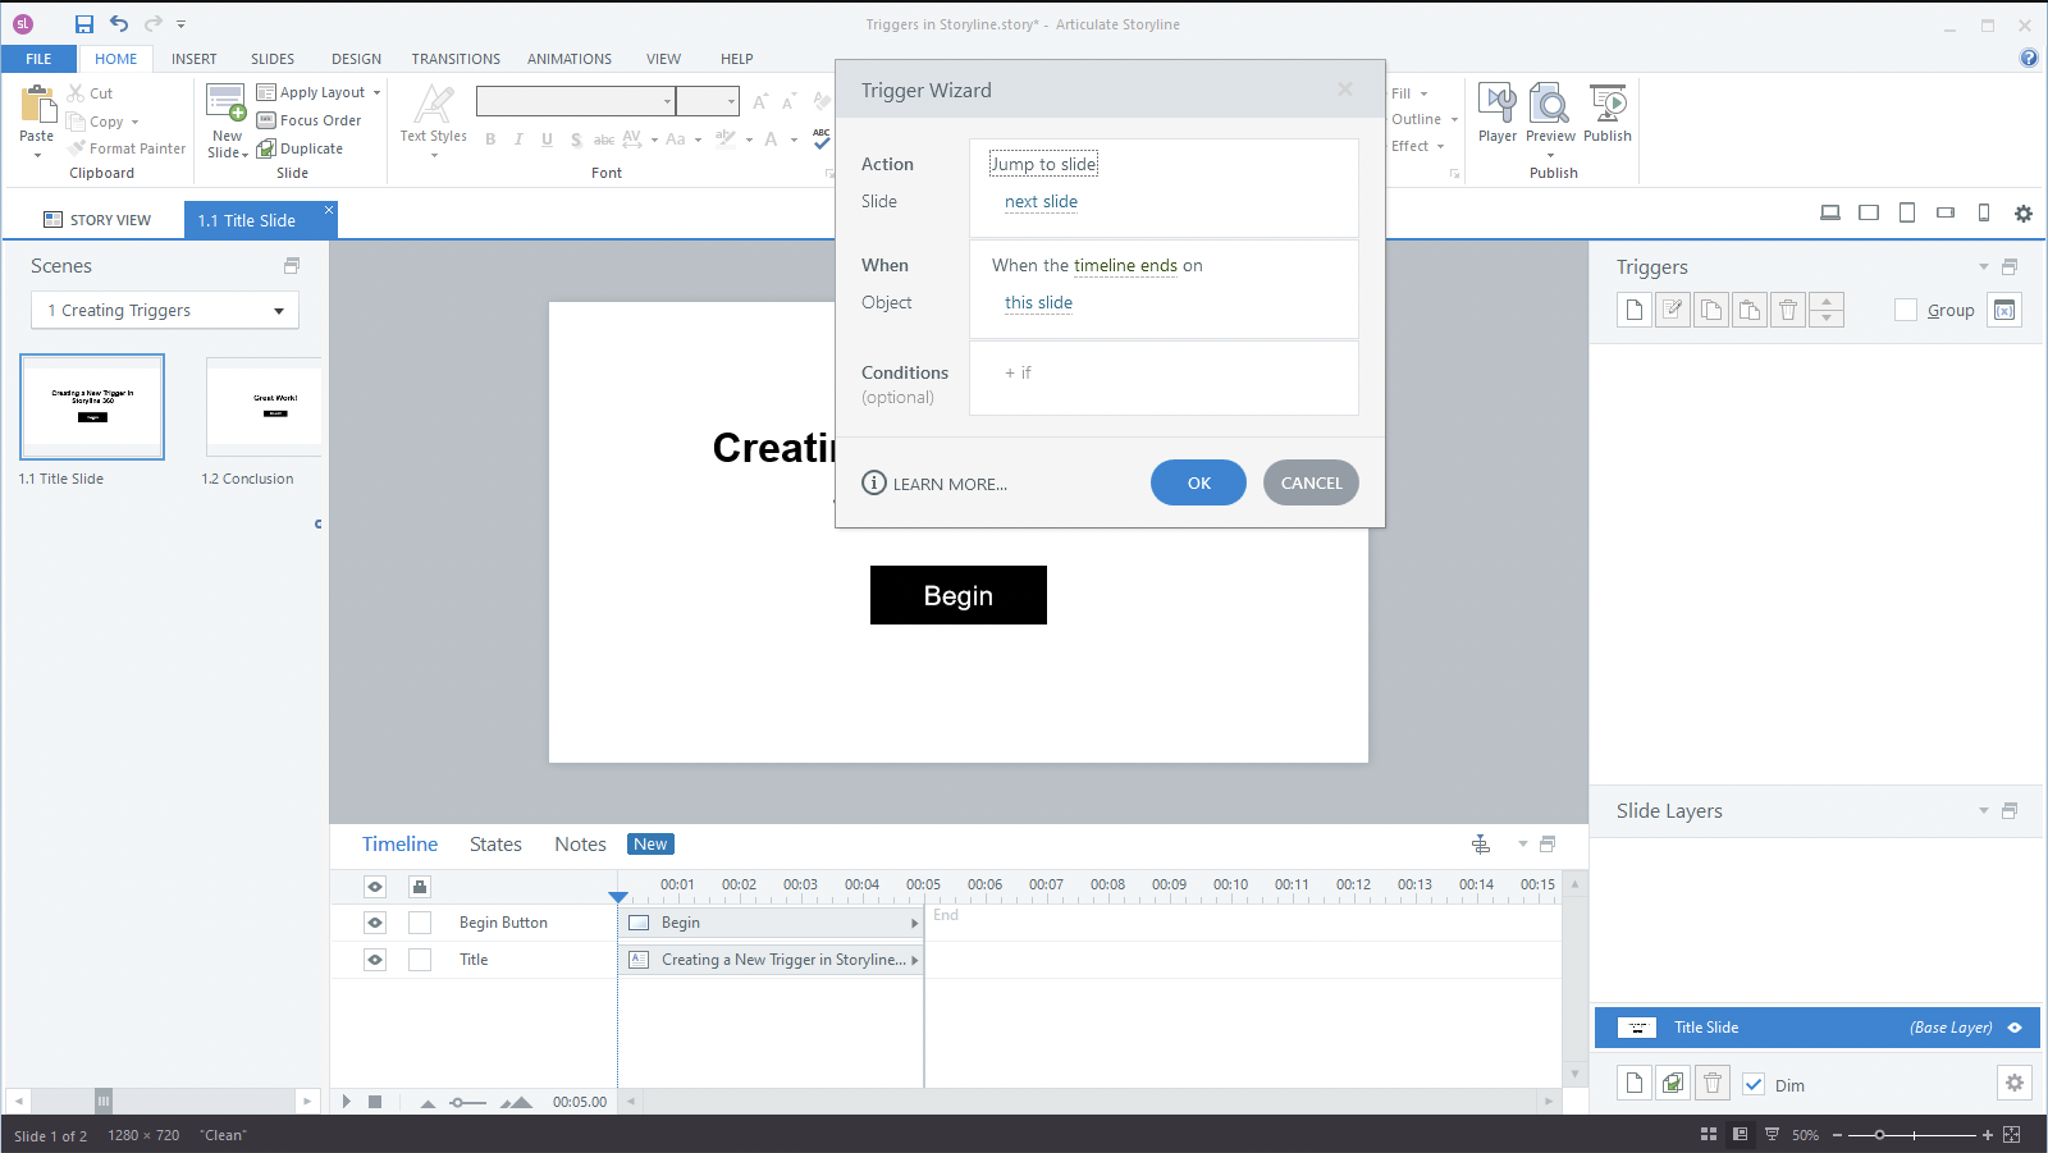 sL
Triggers in Storyline.story* - Articulate Storyline
FILE
HOME
INSERT
SLIDES
DESIGN
TRANSITIONS
ANIMATIONS
VIEW
HELP
?
Paste
Cut
Copy
Format Painter
Clipboard
New
Slide
Apply Layout
Focus Order
Duplicate
Slide
Text Styles
B I U S abc AV Aa A
ABC
Font
Fill
Outline
Effect
Player
Preview
Publish
Publish
STORY VIEW
1.1 Title Slide
Scenes
1 Creating Triggers
Creating a New Trigger in
Storyline 360
Begin
1.1 Title Slide
Great Work!
1.2 Conclusion
Trigger Wizard
Action
Jump to slide
Slide
next slide
When
When the timeline ends on
Object
this slide
Conditions
(optional)
+ if
LEARN MORE...
OK
CANCEL
Begin
Triggers
Group
(x)
Slide Layers
Title Slide
(Base Layer)
Dim
Timeline
States
Notes
New
00:01 00:02 00:03 00:04 00:05 00:06 00:07 00:08 00:09 00:10 00:11 00:12 00:13 00:14 00:15
Begin Button
Begin
End
Title
Creating a New Trigger in Storyline...
00:05.00
Slide 1 of 2
1280 × 720
"Clean"
50%